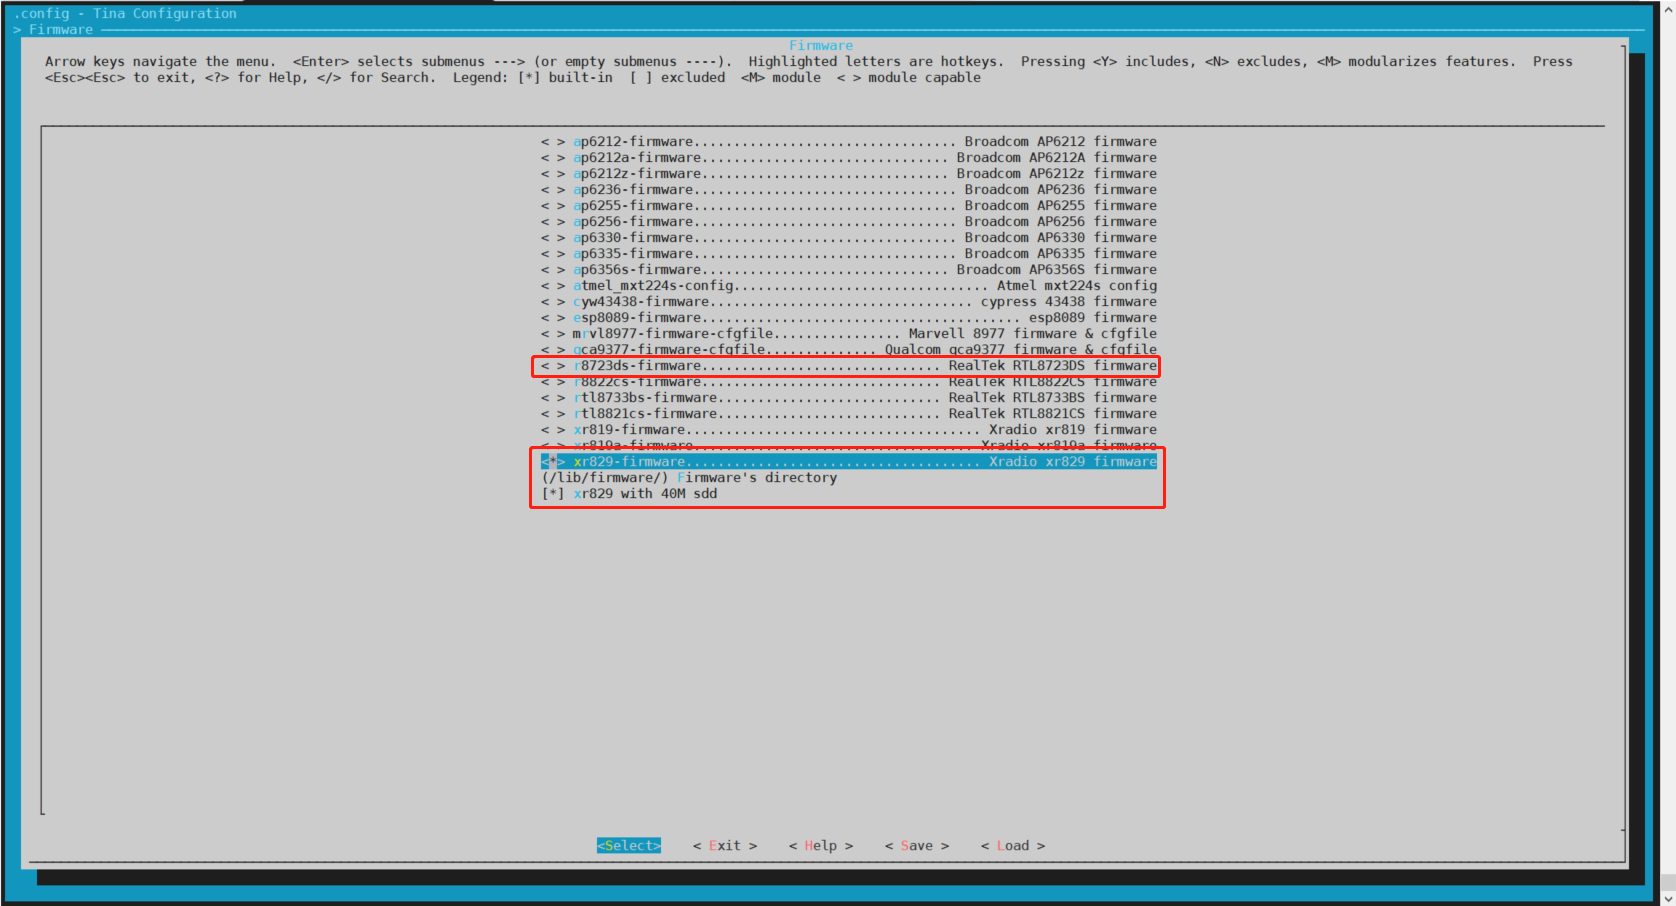 .config - Tina Configuration
> Firmware
Firmware
Arrow keys navigate the menu.  <Enter> selects submenus ---> (or empty submenus ----).  Highlighted letters are hotkeys.  Pressing <Y> includes, <N> excludes, <M> modularizes features.  Press
<Esc><Esc> to exit, <?> for Help, </> for Search.  Legend: [*] built-in  [ ] excluded  <M> module  < > module capable
< > ap6212-firmware................................. Broadcom AP6212 firmware
< > ap6212a-firmware............................... Broadcom AP6212A firmware
< > ap6212z-firmware............................... Broadcom AP6212z firmware
< > ap6236-firmware................................. Broadcom AP6236 firmware
< > ap6255-firmware................................. Broadcom AP6255 firmware
< > ap6256-firmware................................. Broadcom AP6256 firmware
< > ap6330-firmware................................. Broadcom AP6330 firmware
< > ap6335-firmware................................. Broadcom AP6335 firmware
< > ap6356s-firmware............................... Broadcom AP6356S firmware
< > atmel_mxt224s-config................................ Atmel mxt224s config
< > cyw43438-firmware................................. cypress 43438 firmware
< > esp8089-firmware........................................ esp8089 firmware
< > mrvl8977-firmware-cfgfile................ Marvell 8977 firmware & cfgfile
< > qca9377-firmware-cfgfile.............. Qualcom qca9377 firmware & cfgfile
< > r8723ds-firmware.............................. RealTek RTL8723DS firmware
< > r8822cs-firmware.............................. RealTek RTL8822CS firmware
< > rtl8733bs-firmware............................ RealTek RTL8733BS firmware
< > rtl8821cs-firmware............................ RealTek RTL8821CS firmware
< > xr819-firmware..................................... Xradio xr819 firmware
< > xr819a-firmware................................... Xradio xr819a firmware
<*> xr829-firmware..................................... Xradio xr829 firmware
(/lib/firmware/) Firmware's directory
[*] xr829 with 40M sdd
<Select>    < Exit >    < Help >    < Save >    < Load >